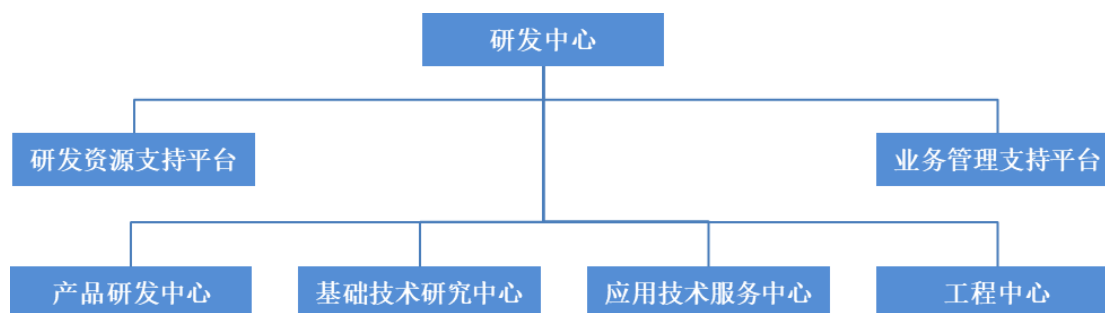 研发中心
研发资源支持平台
业务管理支持平台
产品研发中心
基础技术研究中心
应用技术服务中心
工程中心